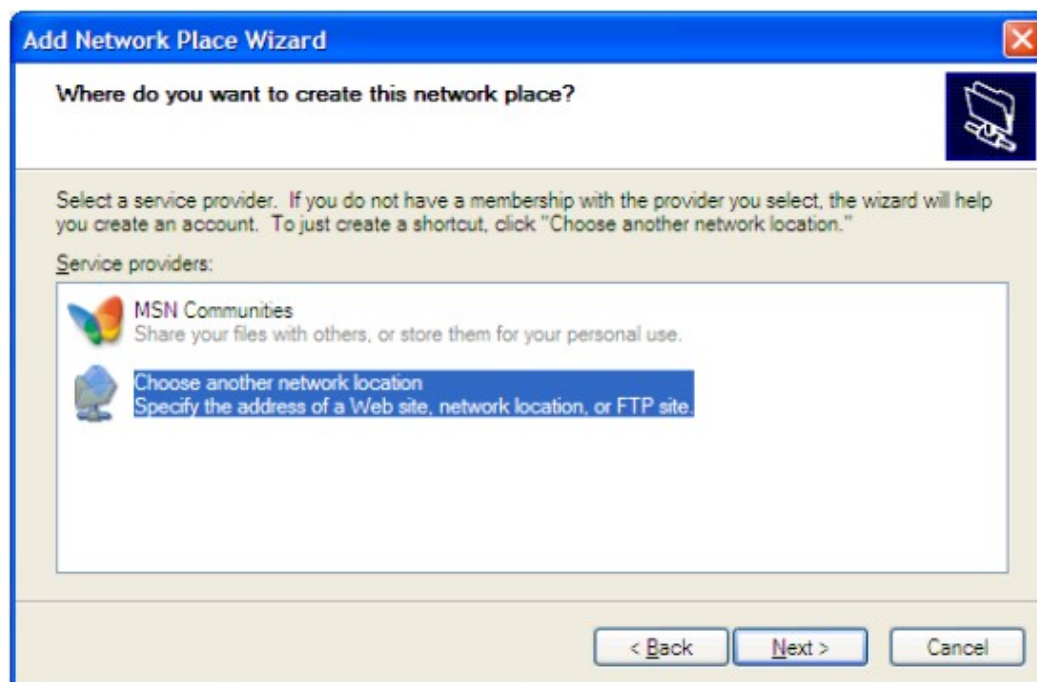 Add Network Place Wizard
Where do you want to create this network place?
Select a service provider. If you do not have a membership with the provider you select, the wizard will help
you create an account. To just create a shortcut, click "Choose another network location."
Service providers:
MSN Communities
Share your files with others, or store them for your personal use.
Choose another network location
Specify the address of a Web site, network location, or FTP site.
< Back
Next >
Cancel